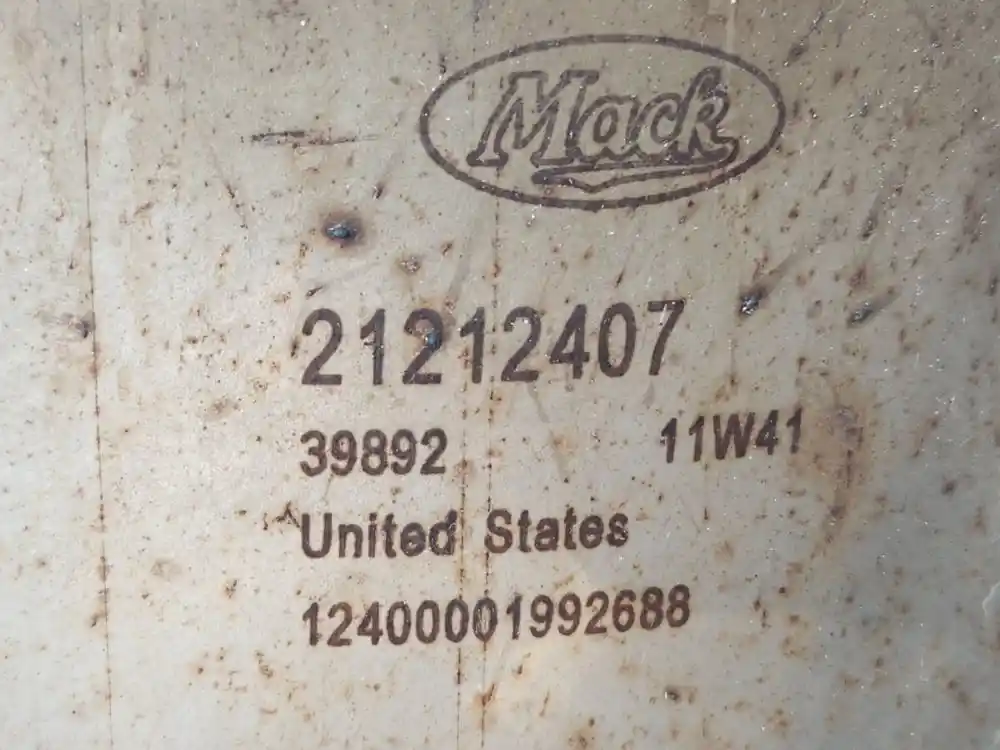 Mack
21212407
39892 11W41
United States
12400001992688